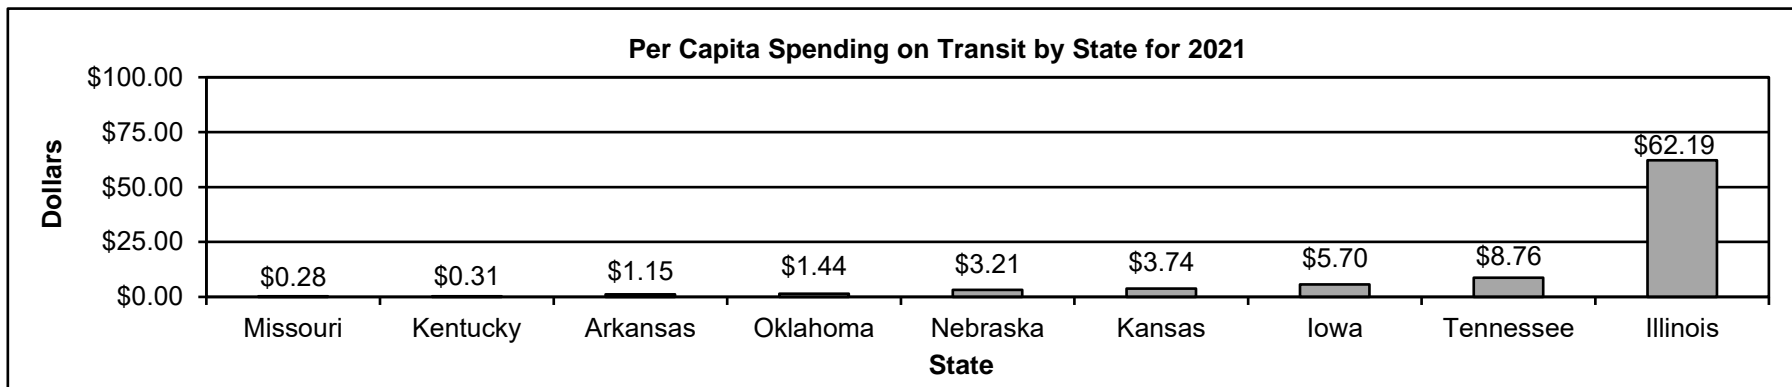 Per Capita Spending on Transit by State for 2021
Dollars
$100.00
$75.00
$50.00
$25.00
$0.00
$0.28 $0.31 $1.15 $1.44 $3.21 $3.74 $5.70 $8.76 $62.19
Missouri Kentucky Arkansas Oklahoma Nebraska Kansas Iowa Tennessee Illinois
State